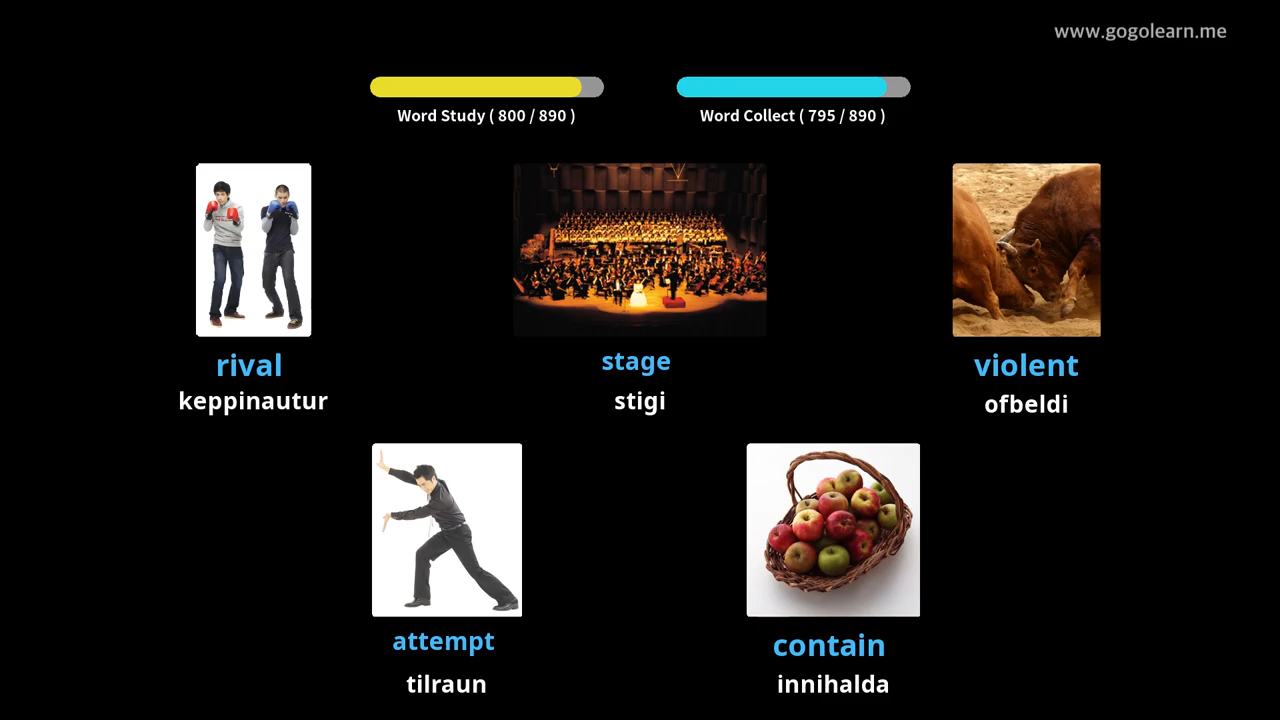 www.gogolearn.me
Word Study ( 800 / 890 )
Word Collect ( 795 / 890 )
rival
keppinautur
stage
stigi
violent
ofbeldi
attempt
tilraun
contain
innihalda